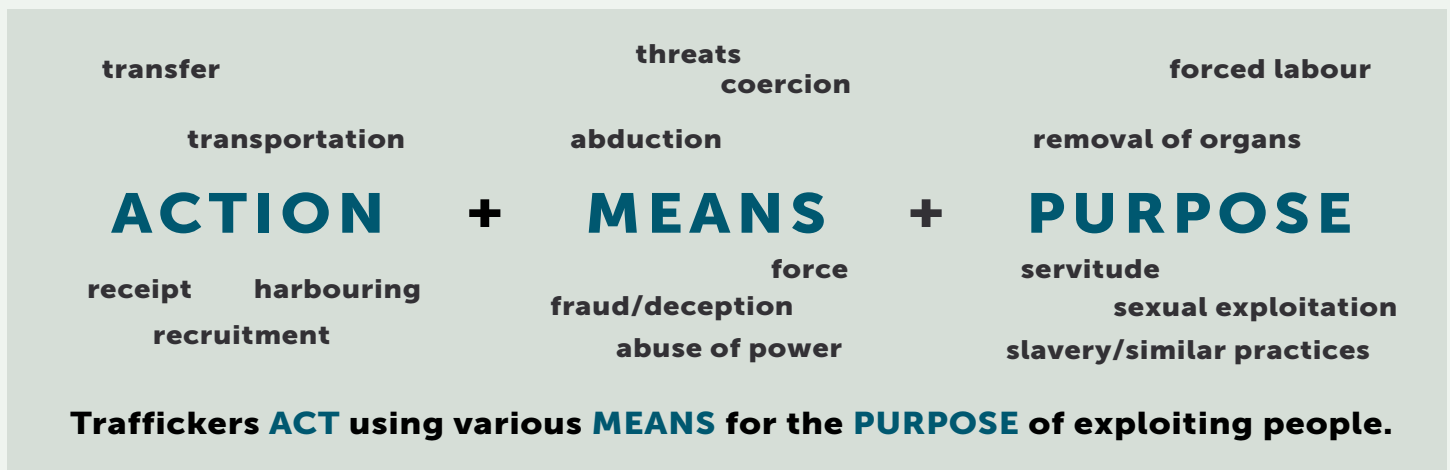 transfer
transportation
ACTION
receipt harbouring
recruitment
+
threats
coercion
abduction
MEANS
force
fraud/deception
abuse of power
+
forced labour
removal of organs
PURPOSE
servitude
sexual exploitation
slavery/similar practices
Traffickers ACT using various MEANS for the PURPOSE of exploiting people.